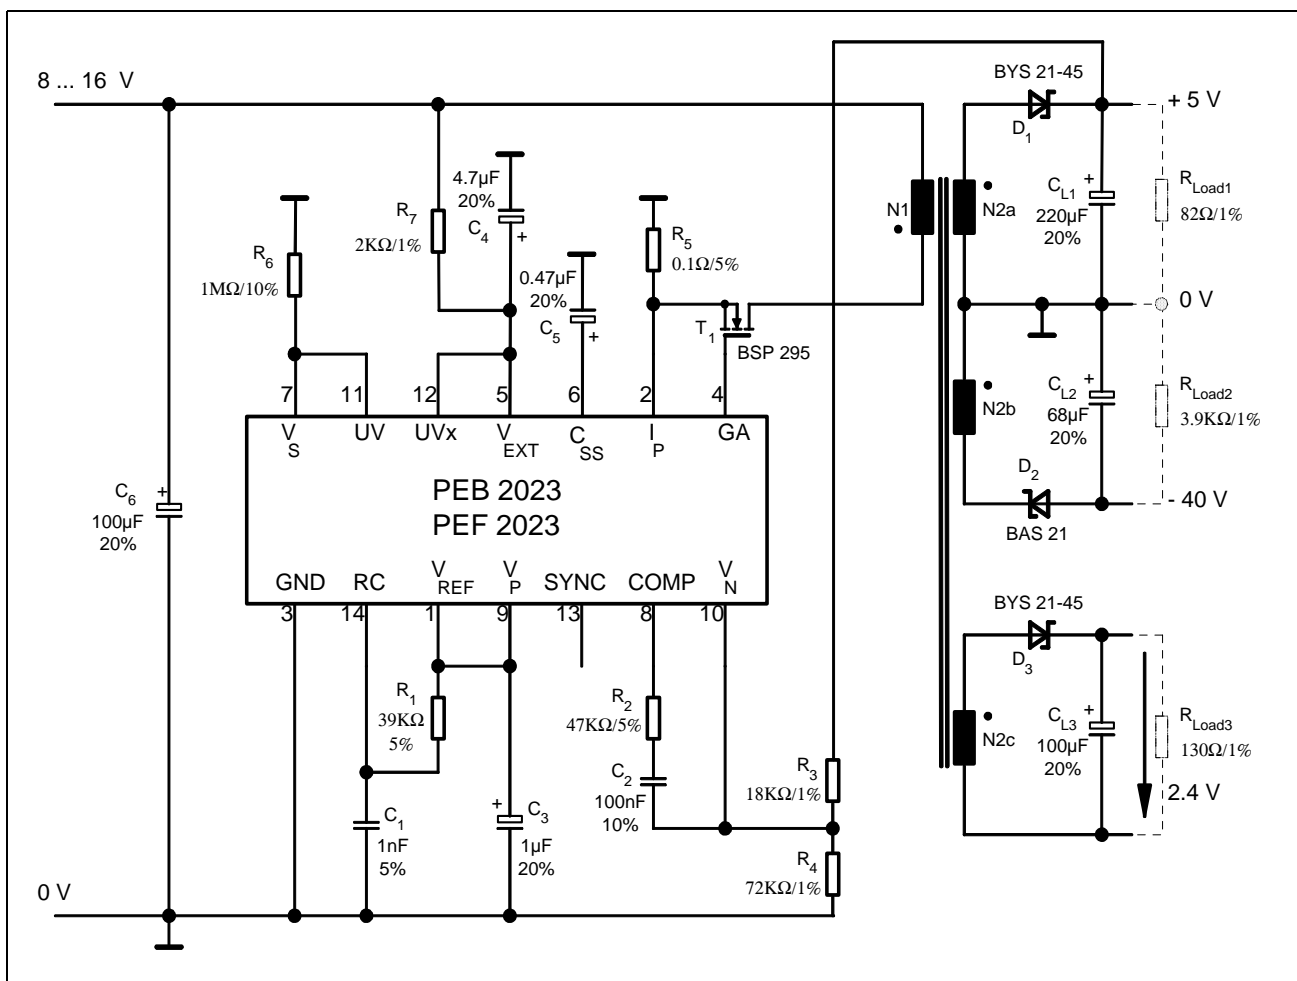 8 ... 16 V
BYS 21-45
D1
+ 5 V
4.7µF
20%
C4
R7
2KΩ/1%
R6
1MΩ/10%
0.47µF
20%
C5
R5
0.1Ω/5%
N1
N2a
CL1
+
220µF
20%
RLoad1
82Ω/1%
0 V
T1
BSP 295
+
+
7
11
12
5
6
2
4
VS
UV
UVx
VEXT
CSS
IP
GA
N2b
CL2
+
68µF
20%
RLoad2
3.9KΩ/1%
D2
BAS 21
- 40 V
C6
+
100µF
20%
PEB 2023
PEF 2023
GND
RC
VREF
VP
SYNC
COMP
VN
3
14
1
9
13
8
10
BYS 21-45
D3
R1
39KΩ
5%
R2
47KΩ/5%
N2c
CL3
+
100µF
20%
RLoad3
130Ω/1%
2.4 V
C1
1nF
5%
+
C3
1µF
20%
C2
100nF
10%
R3
18KΩ/1%
R4
72KΩ/1%
0 V